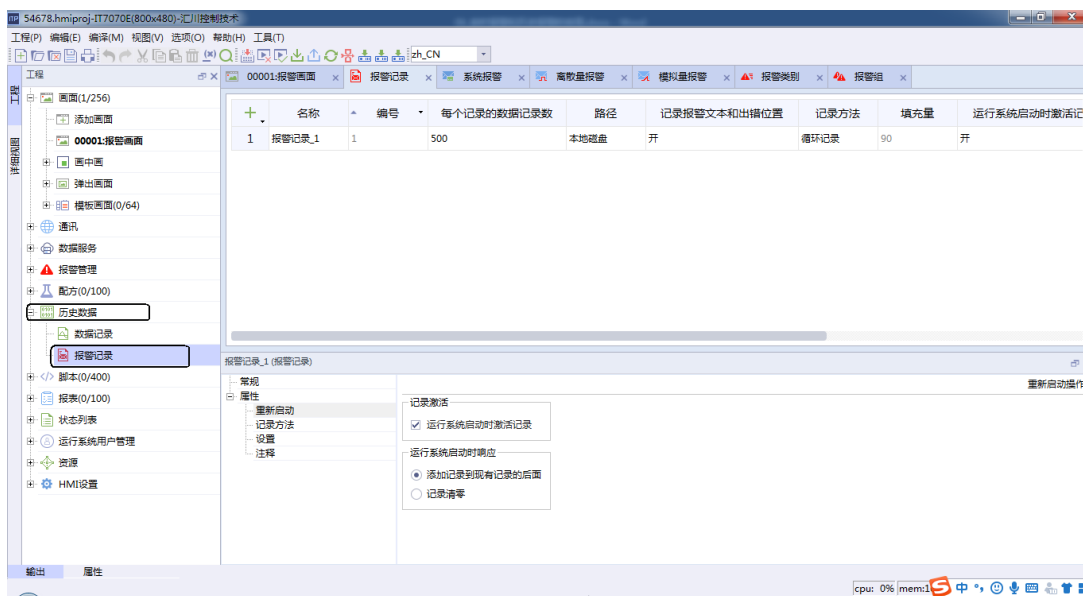 54678.hmiproj-IT7070E(800x480)-汇川控制技术
工程(P) 编辑(E) 编译(M) 视图(V) 选项(O) 帮助(H) 工具(T)
zh_CN
工程
详细视图
工程
画面(1/256)
添加画面
00001:报警画面
画中画
弹出画面
模板画面(0/64)
通讯
数据服务
报警管理
配方(0/100)
历史数据
数据记录
报警记录
脚本(0/400)
报表(0/100)
状态列表
运行系统用户管理
资源
HMI设置
00001:报警画面 报警记录 系统报警 离散量报警 模拟量报警 报警类别 报警组
名称 编号 每个记录的数据记录数 路径 记录报警文本和出错位置 记录方法 填充量 运行系统启动时激活记
1 报警记录_1 1 500 本地磁盘 开 循环记录 90 开
报警记录_1 (报警记录)
常规
属性
重新启动
记录方法
设置
注释
重新启动操作
记录激活
运行系统启动时激活记录
运行系统启动时响应
添加记录到现有记录的后面
记录清零
输出 属性
cpu: 0% mem:1
中